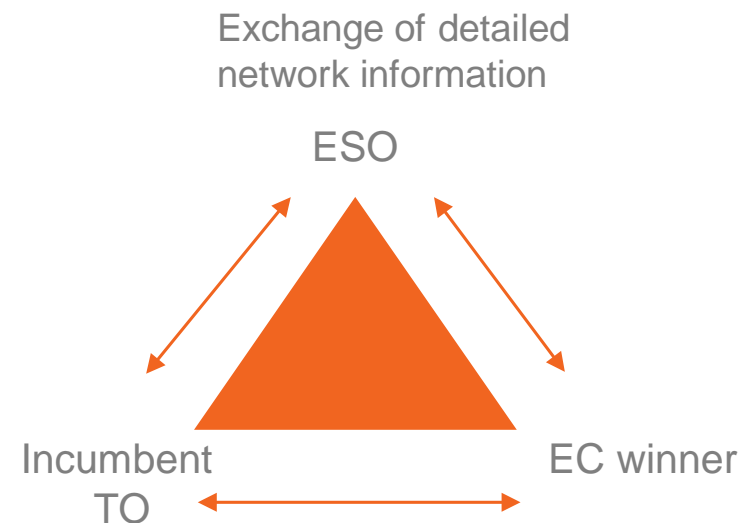 Exchange of detailed
network information
ESO
Incumbent
TO
EC winner